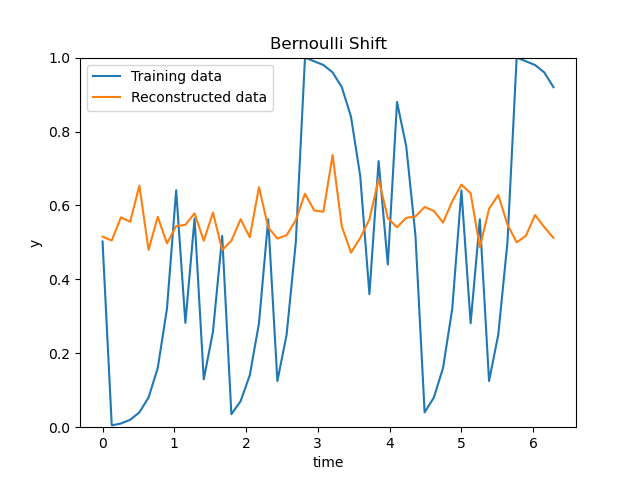 Bernoulli Shift
Training data
Reconstructed data
1.0
0.8
0.6
0.4
0.2
0.0
y
0 1 2 3 4 5 6
time